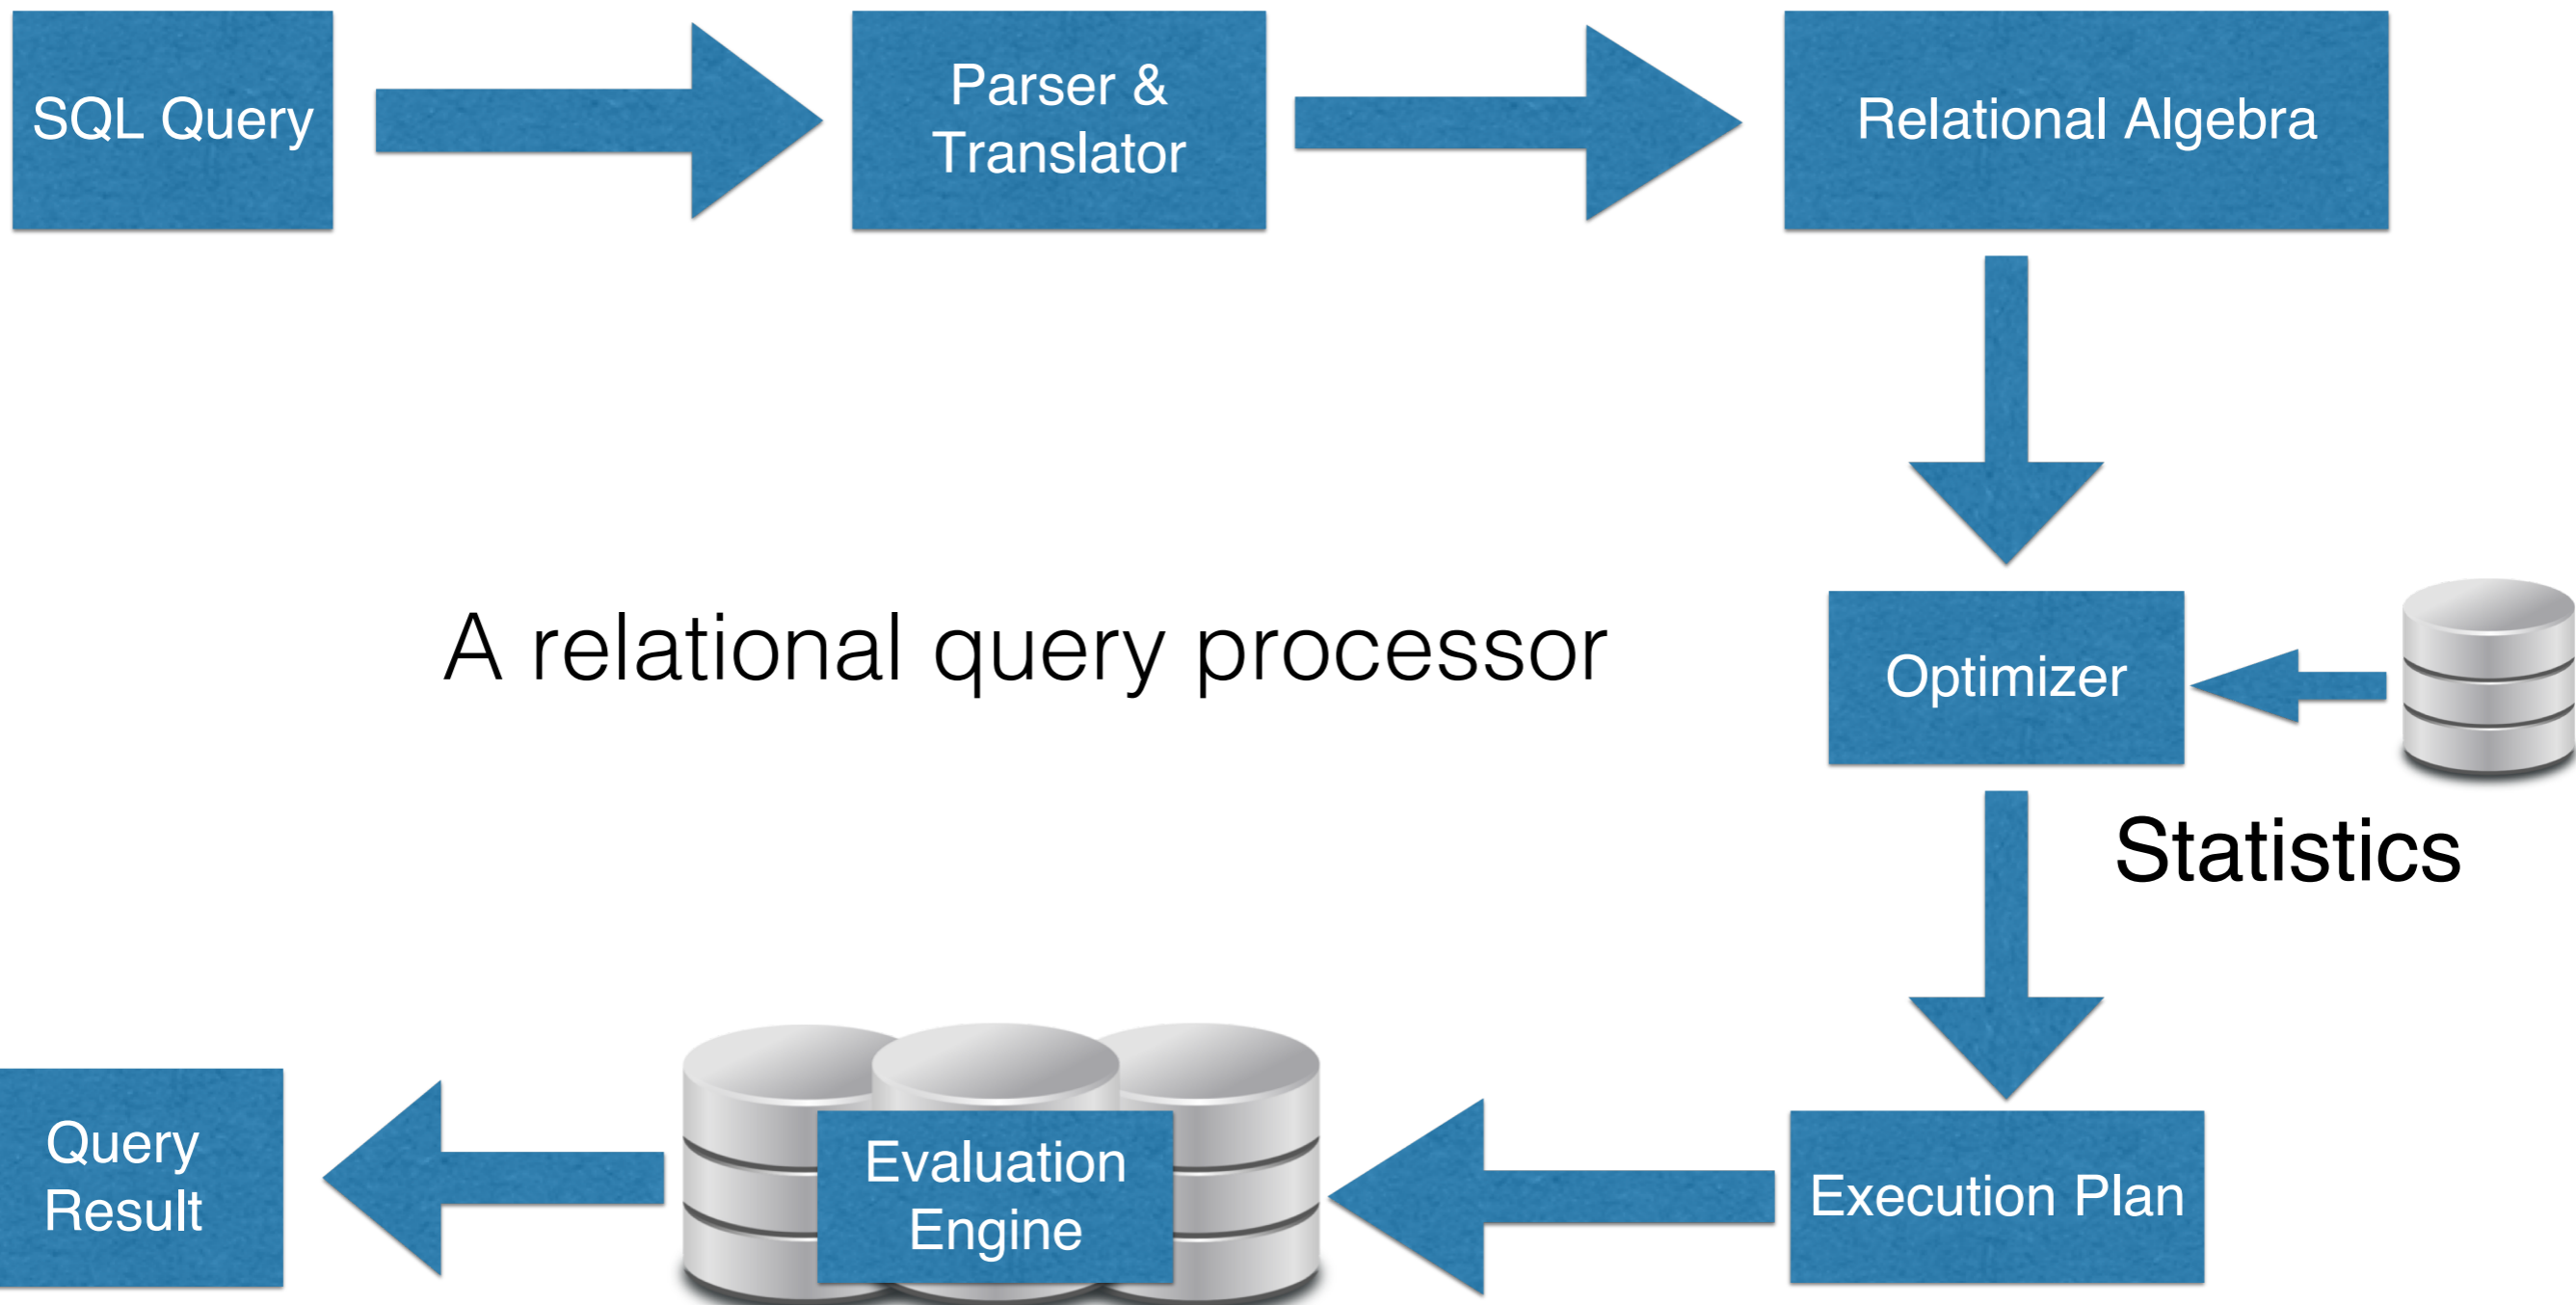 SQL Query
Parser &
Translator
Relational Algebra
A relational query processor
Optimizer
Statistics
Query
Result
Evaluation
Engine
Execution Plan